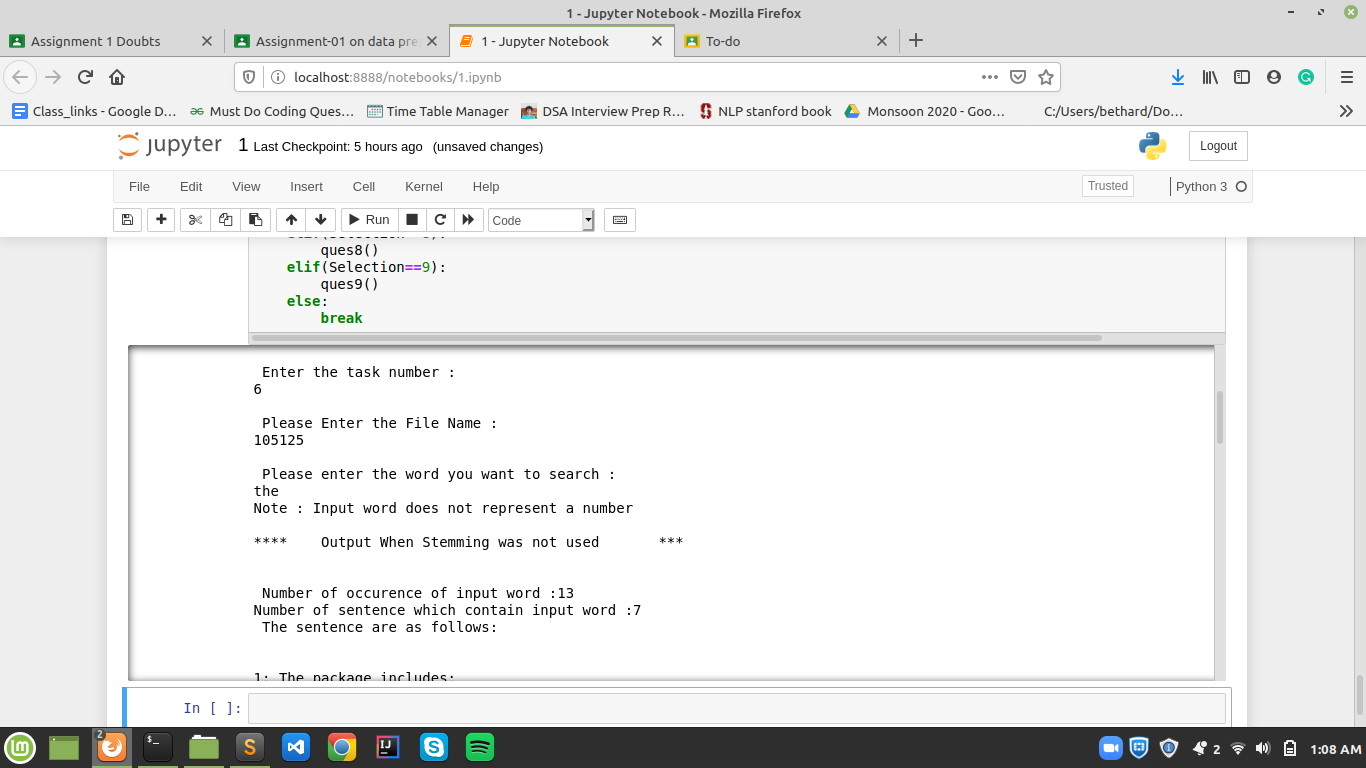 1 - Jupyter Notebook - Mozilla Firefox
Assignment 1 Doubts
Assignment-01 on data pre
1 - Jupyter Notebook
To-do
localhost:8888/notebooks/1.ipynb
Class_links - Google D…
Must Do Coding Ques…
Time Table Manager
DSA Interview Prep R…
NLP stanford book
Monsoon 2020 - Goo…
C:/Users/bethard/Do…
jupyter 1 Last Checkpoint: 5 hours ago (unsaved changes)
Logout
File Edit View Insert Cell Kernel Help
Trusted
Python 3
Run
Code
ques8()
elif(Selection==9):
ques9()
else:
break
Enter the task number :
6
Please Enter the File Name :
105125
Please enter the word you want to search :
the
Note : Input word does not represent a number
**** Output When Stemming was not used ***
Number of occurence of input word :13
Number of sentence which contain input word :7
The sentence are as follows:
1: The package includes:
In [ ]:
2
$_
S
IJ
2
1:08 AM